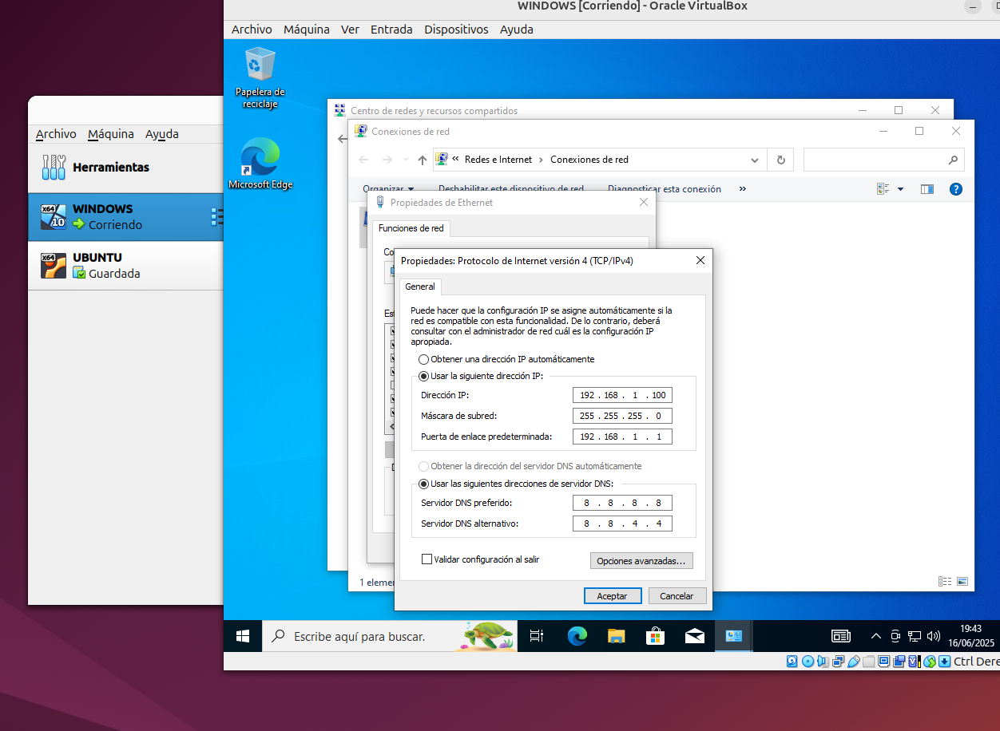 WINDOWS [Corriendo] - Oracle VirtualBox
Archivo Máquina Ver Entrada Dispositivos Ayuda
Papelera de
reciclaje
Microsoft Edge
Archivo Máquina Ayuda
Herramientas
WINDOWS
Corriendo
UBUNTU
Guardada
Centro de redes y recursos compartidos
Conexiones de red
« Redes e Internet › Conexiones de red
Organizar Deshabilitar este dispositivo de red Diagnosticar esta conexión »
Propiedades de Ethernet
Funciones de red
Co
Est
Propiedades: Protocolo de Internet versión 4 (TCP/IPv4)
General
Puede hacer que la configuración IP se asigne automáticamente si la
red es compatible con esta funcionalidad. De lo contrario, deberá
consultar con el administrador de red cuál es la configuración IP
apropiada.
Obtener una dirección IP automáticamente
Usar la siguiente dirección IP:
Dirección IP: 192 . 168 . 1 . 100
Máscara de subred: 255 . 255 . 255 . 0
Puerta de enlace predeterminada: 192 . 168 . 1 . 1
Obtener la dirección del servidor DNS automáticamente
Usar las siguientes direcciones de servidor DNS:
Servidor DNS preferido: 8 . 8 . 8 . 8
Servidor DNS alternativo: 8 . 8 . 4 . 4
Validar configuración al salir
Opciones avanzadas...
Aceptar Cancelar
1 elemen
Escribe aquí para buscar.
19:43
16/06/2025
Ctrl Dere